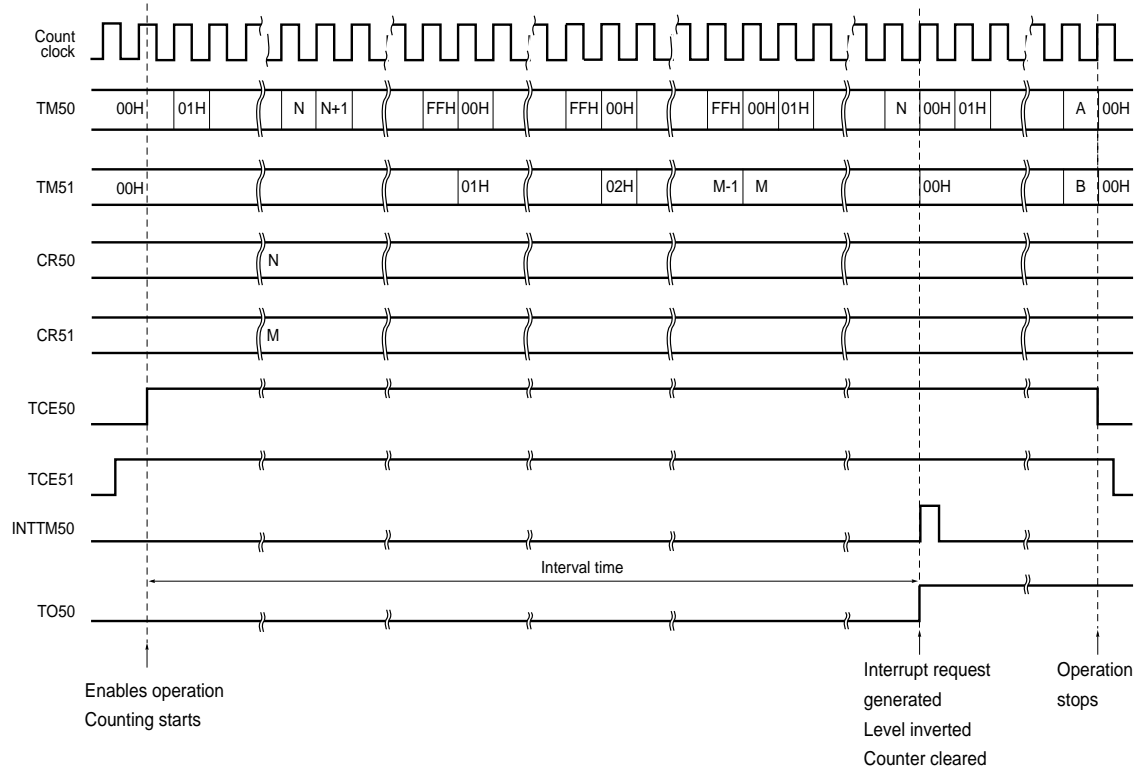 Count
clock
TM50
00H 01H N N+1 FFH 00H FFH 00H FFH 00H 01H N 00H 01H A 00H
TM51
00H 01H 02H M-1 M 00H B 00H
CR50
N
CR51
M
TCE50
TCE51
INTTM50
Interval time
TO50
Enables operation
Counting starts
Interrupt request
generated
Level inverted
Counter cleared
Operation
stops